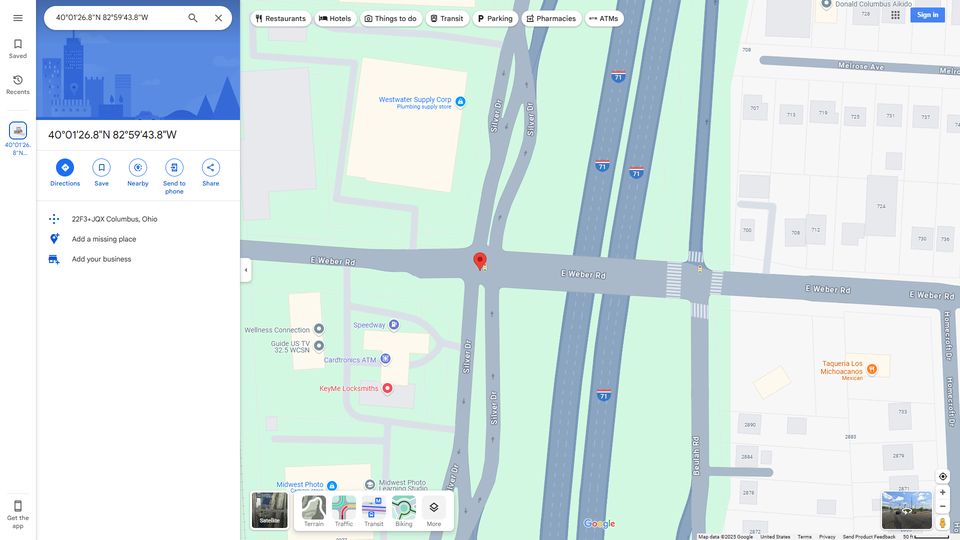 40°01'26.8"N 82°59'43.8"W
Restaurants
Hotels
Things to do
Transit
Parking
Pharmacies
ATMs
Donald Columbus Aikido
Sign in
Saved
Recents
40°01'26.
8"N...
40°01'26.8"N 82°59'43.8"W
Directions
Save
Nearby
Send to
phone
Share
22F3+JQX Columbus, Ohio
Add a missing place
Add your business
Get the
app
Westwater Supply Corp
Plumbing supply store
Silver Dr
Silver Dr
71
71
71
71
708
Melrose Ave
707
713
719
725
731
737
724
700
708
712
730
736
E Weber Rd
E Weber Rd
E Weber Rd
E Weber Rd
Wellness Connection
Guide US TV
32.5 WCSN
Speedway
Cardtronics ATM
KeyMe Locksmiths
Silver Dr
Silver Dr
Silver Dr
Beulah Rd
Homecroft Dr
Homecroft Dr
Taqueria Los
Michoacanos
Mexican
733
2890
2883
2884
2879
2878
2871
2872
Midwest Photo
Midwest Photo
Learning Studio
Satellite
Terrain
Traffic
Transit
Biking
More
Google
Map data ©2025 Google
United States
Terms
Privacy
Send Product Feedback
50 ft